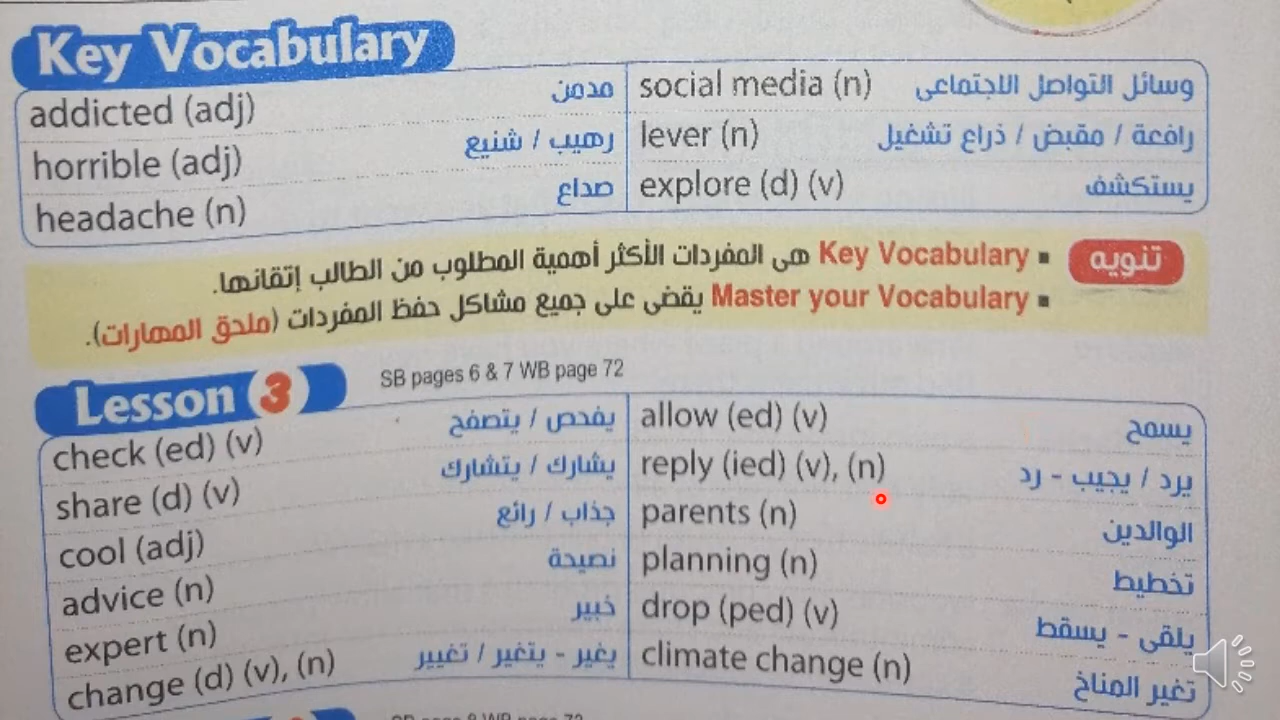 Key Vocabulary
addicted (adj) مدمن social media (n) وسائل التواصل الاجتماعى
horrible (adj) رهيب / شنيع lever (n) رافعة / مقبض / ذراع تشغيل
headache (n) صداع explore (d) (v) يستكشف
تنويه
▪ Key Vocabulary هى المفردات الأكثر أهمية المطلوب من الطالب إتقانها.
▪ Master your Vocabulary يقضى على جميع مشاكل حفظ المفردات (ملحق المهارات).
Lesson 3 SB pages 6 & 7 WB page 72
check (ed) (v) يفحص / يتصفح allow (ed) (v) يسمح
share (d) (v) يشارك / يتشارك reply (ied) (v), (n) يرد / يجيب - رد
cool (adj) جذاب / رائع parents (n) الوالدين
advice (n) نصيحة planning (n) تخطيط
expert (n) خبير drop (ped) (v) يلقى - يسقط
change (d) (v), (n) يغير - يتغير / تغيير climate change (n) تغير المناخ